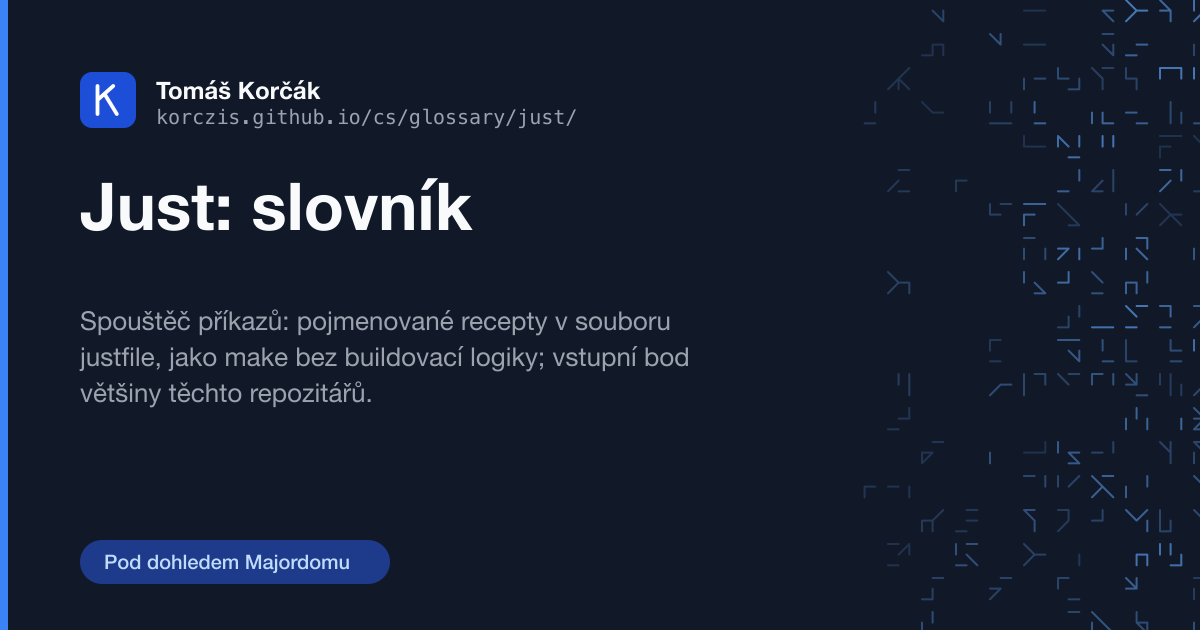 K
Tomáš Korčák
korczis.github.io/cs/glossary/just/
Just: slovník
Spouštěč příkazů: pojmenované recepty v souboru
justfile, jako make bez buildovací logiky; vstupní bod
většiny těchto repozitářů.
Pod dohledem Majordomu